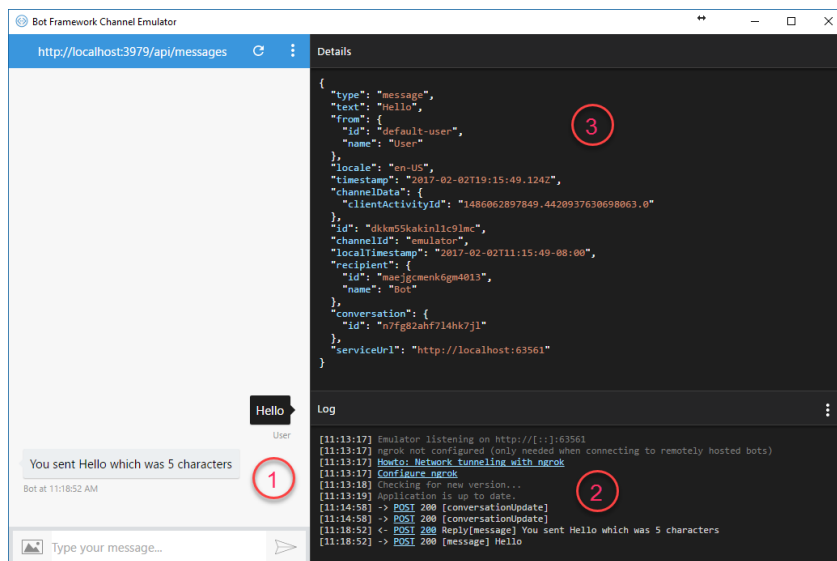 Bot Framework Channel Emulator
http://localhost:3979/api/messages
Hello
User
You sent Hello which was 5 characters
Bot at 11:18:52 AM
1
Type your message...
Details
{
"type": "message",
"text": "Hello",
"from": {
"id": "default-user",
"name": "User"
},
"locale": "en-US",
"timestamp": "2017-02-02T19:15:49.124Z",
"channelData": {
"clientActivityId": "1486062897849.4420937630698063.0"
},
"id": "dkkm55kakinl1c9lmc",
"channelId": "emulator",
"localTimestamp": "2017-02-02T11:15:49-08:00",
"recipient": {
"id": "maejgcmenk6gm4013",
"name": "Bot"
},
"conversation": {
"id": "n7fg82ahf7l4hk7jl"
},
"serviceUrl": "http://localhost:63561"
}
3
Log
[11:13:17] Emulator listening on http://[::]:63561
[11:13:17] ngrok not configured (only needed when connecting to remotely hosted bots)
[11:13:17] Howto: Network tunneling with ngrok
[11:13:17] Configure ngrok
[11:13:18] Checking for new version...
[11:13:19] Application is up to date.
[11:14:58] -> POST 200 [conversationUpdate]
[11:14:58] -> POST 200 [conversationUpdate]
[11:18:52] <- POST 200 Reply[message] You sent Hello which was 5 characters
[11:18:52] -> POST 200 [message] Hello
2